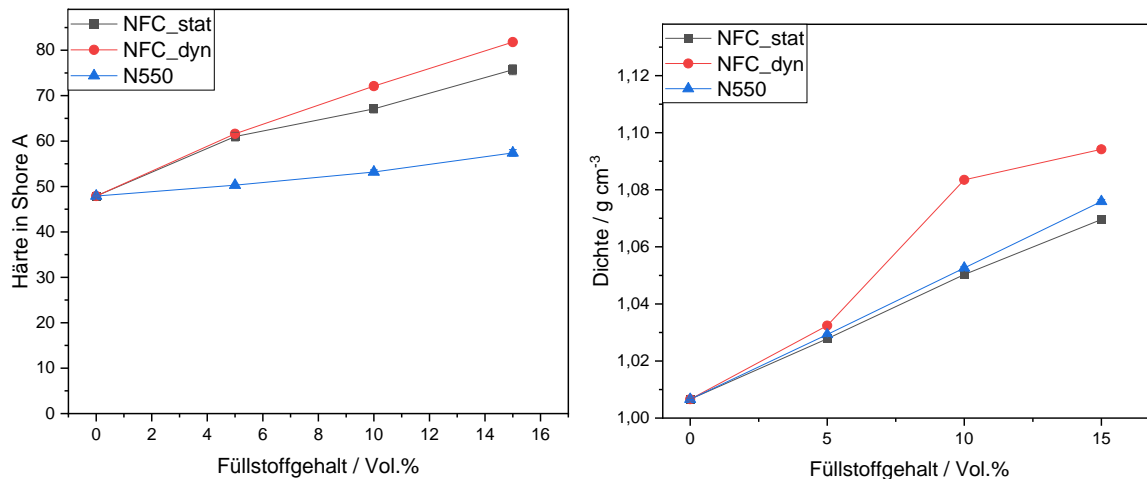 NFC_stat
NFC_dyn
N550
Härte in Shore A
80
70
60
50
40
30
20
10
0
0 2 4 6 8 10 12 14 16
Füllstoffgehalt / Vol.%
NFC_stat
NFC_dyn
N550
Dichte / g cm-3
1,12
1,10
1,08
1,06
1,04
1,02
1,00
0 5 10 15
Füllstoffgehalt / Vol.%